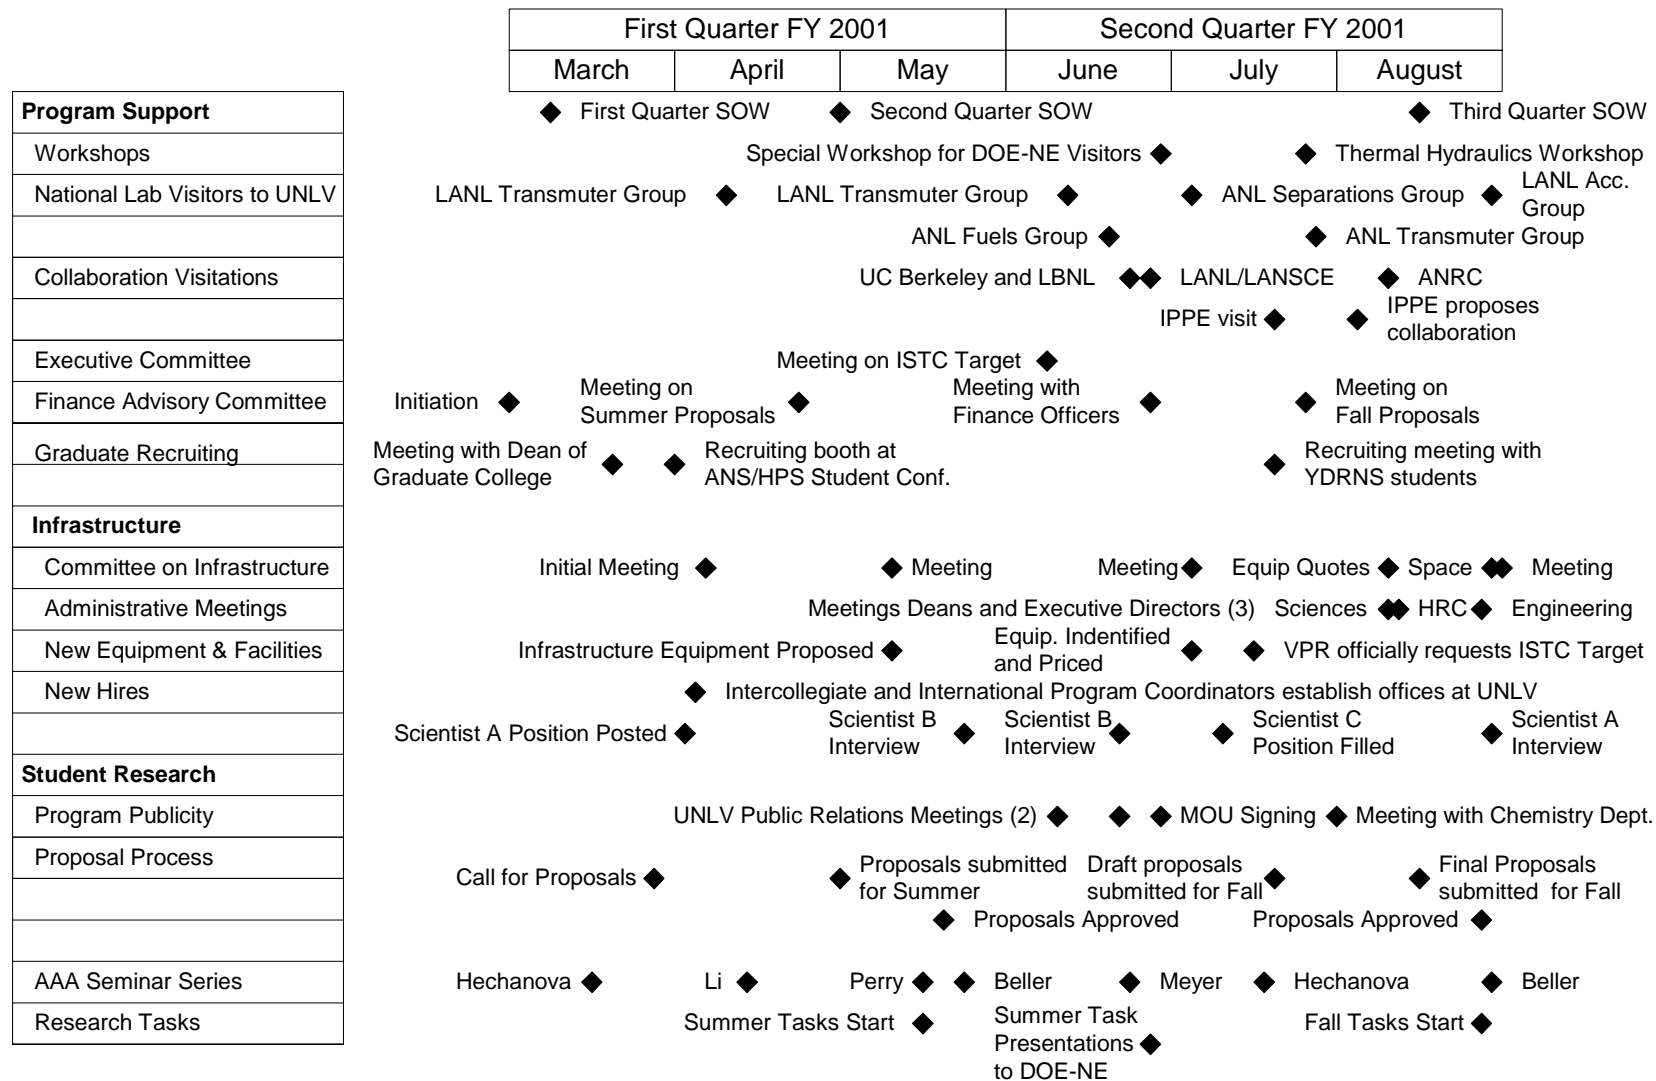 First Quarter FY 2001 Second Quarter FY 2001
March April May June July August
Program Support First Quarter SOW Second Quarter SOW Third Quarter SOW
Workshops Special Workshop for DOE-NE Visitors Thermal Hydraulics Workshop
National Lab Visitors to UNLV LANL Transmuter Group LANL Transmuter Group ANL Separations Group LANL Acc.
Group
ANL Fuels Group ANL Transmuter Group
Collaboration Visitations UC Berkeley and LBNL LANL/LANSCE ANRC
IPPE visit IPPE proposes
collaboration
Executive Committee Meeting on ISTC Target
Finance Advisory Committee Initiation Meeting on
Summer Proposals Meeting with
Finance Officers Meeting on
Fall Proposals
Graduate Recruiting Meeting with Dean of
Graduate College Recruiting booth at
ANS/HPS Student Conf. Recruiting meeting with
YDRNS students
Infrastructure
Committee on Infrastructure Initial Meeting Meeting Meeting Equip Quotes Space Meeting
Administrative Meetings Meetings Deans and Executive Directors (3) Sciences HRC Engineering
New Equipment & Facilities Infrastructure Equipment Proposed Equip. Indentified
and Priced VPR officially requests ISTC Target
New Hires Intercollegiate and International Program Coordinators establish offices at UNLV
Scientist A Position Posted Scientist B
Interview Scientist B
Interview Scientist C
Position Filled Scientist A
Interview
Student Research
Program Publicity UNLV Public Relations Meetings (2) MOU Signing Meeting with Chemistry Dept.
Proposal Process Call for Proposals Proposals submitted
for Summer Draft proposals
submitted for Fall Final Proposals
submitted for Fall
Proposals Approved Proposals Approved
AAA Seminar Series Hechanova Li Perry Beller Meyer Hechanova Beller
Research Tasks Summer Tasks Start Summer Task
Presentations
to DOE-NE Fall Tasks Start